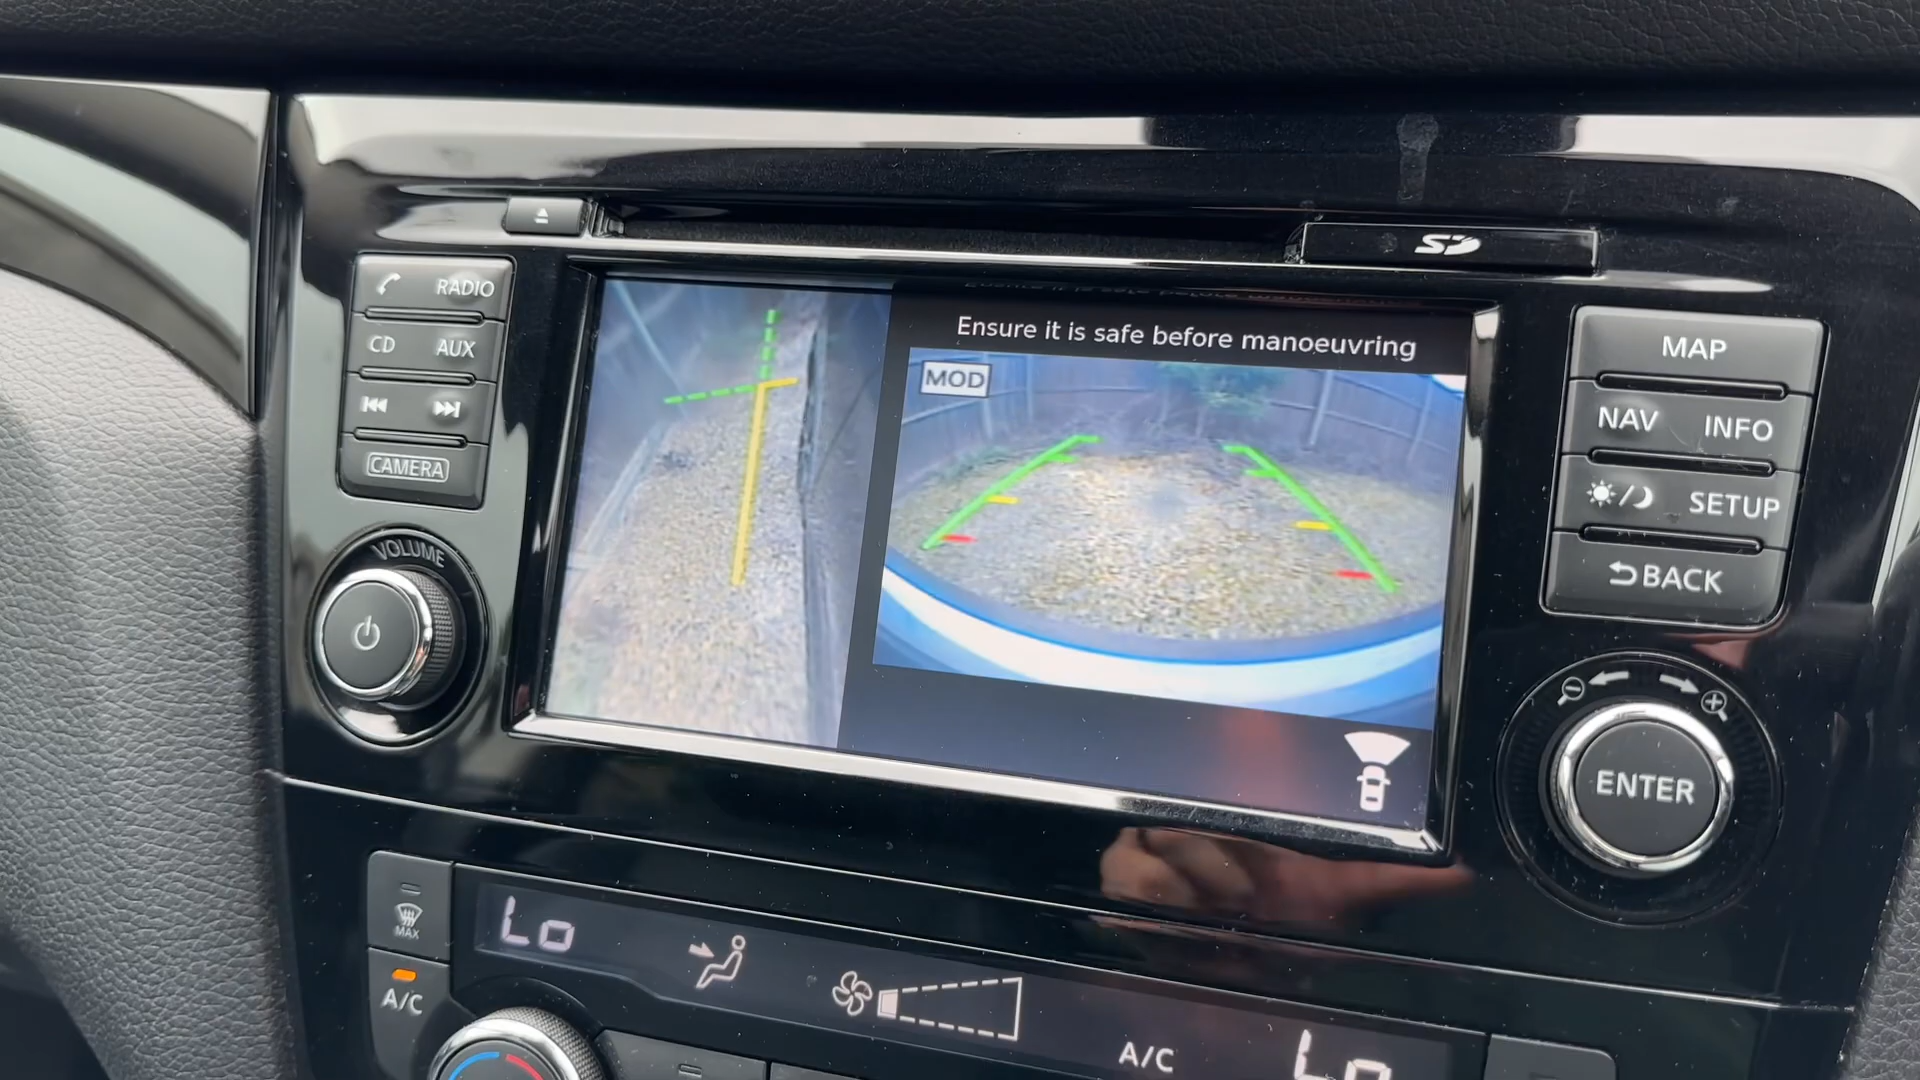 SD
RADIO
CD AUX
CAMERA
VOLUME
Ensure it is safe before manoeuvring
MOD
MAP
NAV INFO
SETUP
BACK
ENTER
MAX
A/C
Lo
A/C
Lo